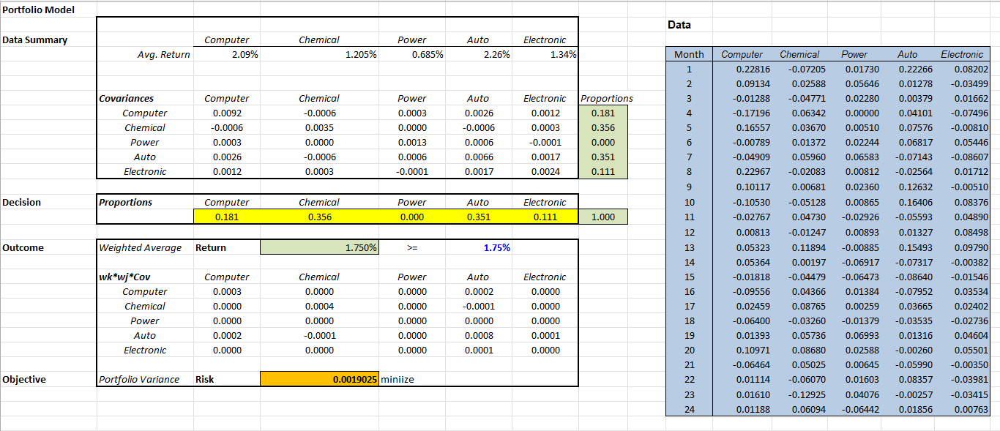 Portfolio Model
Data
Data Summary Computer Chemical Power Auto Electronic
Avg. Return 2.09% 1.205% 0.685% 2.26% 1.34%
Covariances Computer Chemical Power Auto Electronic Proportions
Computer 0.0092 -0.0006 0.0003 0.0026 0.0012 0.181
Chemical -0.0006 0.0035 0.0000 -0.0006 0.0003 0.356
Power 0.0003 0.0000 0.0013 0.0006 -0.0001 0.000
Auto 0.0026 -0.0006 0.0006 0.0066 0.0017 0.351
Electronic 0.0012 0.0003 -0.0001 0.0017 0.0024 0.111
Decision Proportions Computer Chemical Power Auto Electronic
0.181 0.356 0.000 0.351 0.111 1.000
Outcome Weighted Average Return 1.750% >= 1.75%
wk*wj*Cov Computer Chemical Power Auto Electronic
Computer 0.0003 0.0000 0.0000 0.0002 0.0000
Chemical 0.0000 0.0004 0.0000 -0.0001 0.0000
Power 0.0000 0.0000 0.0000 0.0000 0.0000
Auto 0.0002 -0.0001 0.0000 0.0008 0.0001
Electronic 0.0000 0.0000 0.0000 0.0001 0.0000
Objective Portfolio Variance Risk 0.0019025 miniize
Month Computer Chemical Power Auto Electronic
1 0.22816 -0.07205 0.01730 0.22266 0.08202
2 0.09134 0.02588 0.05646 0.01278 -0.03499
3 -0.01288 -0.04771 0.02280 0.00379 0.01662
4 -0.17196 0.06342 0.00000 0.04101 -0.07496
5 0.16557 0.03670 0.00510 0.07576 -0.00810
6 -0.00789 0.01372 0.02244 0.06817 0.05446
7 -0.04909 0.05960 0.06583 -0.07143 -0.08607
8 0.22967 -0.02083 0.00812 -0.02564 0.01712
9 0.10117 0.00681 0.02360 0.12632 -0.00510
10 -0.10530 -0.05128 0.00865 0.16406 0.08376
11 -0.02767 0.04730 -0.02926 -0.05593 0.04890
12 0.00813 -0.01247 0.00893 0.01327 0.08498
13 0.05323 0.11894 -0.00885 0.15493 0.09790
14 0.05364 0.00197 -0.06917 -0.07317 -0.00382
15 -0.01818 -0.04479 -0.06473 -0.08640 -0.01546
16 -0.09556 0.04366 0.01384 -0.07952 0.03534
17 0.02459 0.08765 0.00259 0.03665 0.02402
18 -0.06400 -0.03260 -0.01379 -0.03535 -0.02736
19 0.01393 0.05736 0.06993 0.01316 0.04604
20 0.10971 0.08680 0.02588 -0.00260 0.05501
21 -0.06464 0.05025 0.00645 -0.05990 -0.00350
22 0.01114 -0.06070 0.01603 0.08357 -0.03981
23 0.01610 -0.12925 0.04076 -0.00257 -0.03415
24 0.01188 0.06094 -0.06442 0.01856 0.00763